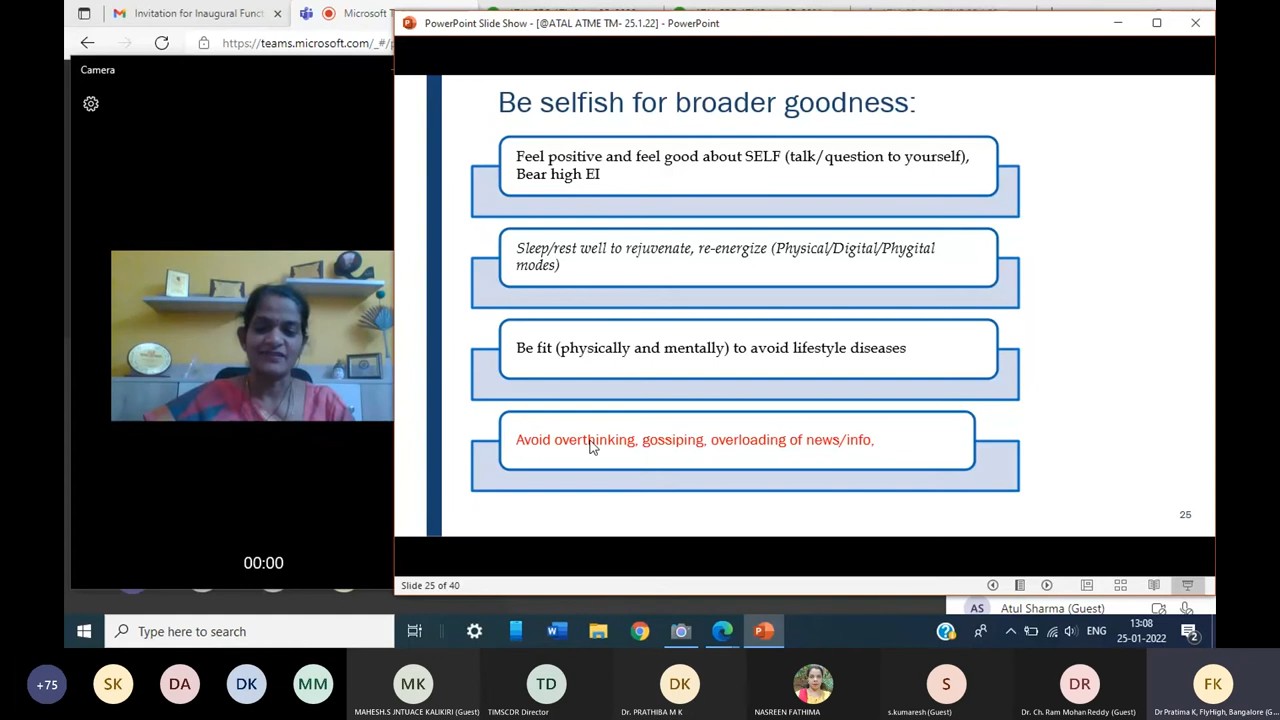 Invitation for Inaugural Funct
Microsoft T
PowerPoint Slide Show - [@ATAL ATME TM- 25.1.22] - PowerPoint
https://teams.microsoft.com/_#/p
Camera
00:00
Be selfish for broader goodness:
Feel positive and feel good about SELF (talk/question to yourself),
Bear high EI
Sleep/rest well to rejuvenate, re-energize (Physical/Digital/Phygital
modes)
Be fit (physically and mentally) to avoid lifestyle diseases
Avoid overthinking, gossiping, overloading of news/info,
25
Slide 25 of 40
AS Atul Sharma (Guest)
Type here to search
ENG
13:08
25-01-2022
2
+75
SK
DA
DK
MM
MK
MAHESH.S JNTUACE KALIKIRI (Guest)
TD
TIMSCDR Director
DK
Dr. PRATHIBA M K
NASREEN FATHIMA
S
s.kumaresh (Guest)
DR
Dr. Ch. Ram Mohan Reddy (Guest)
FK
Dr Pratima K, FlyHigh, Bangalore (G...